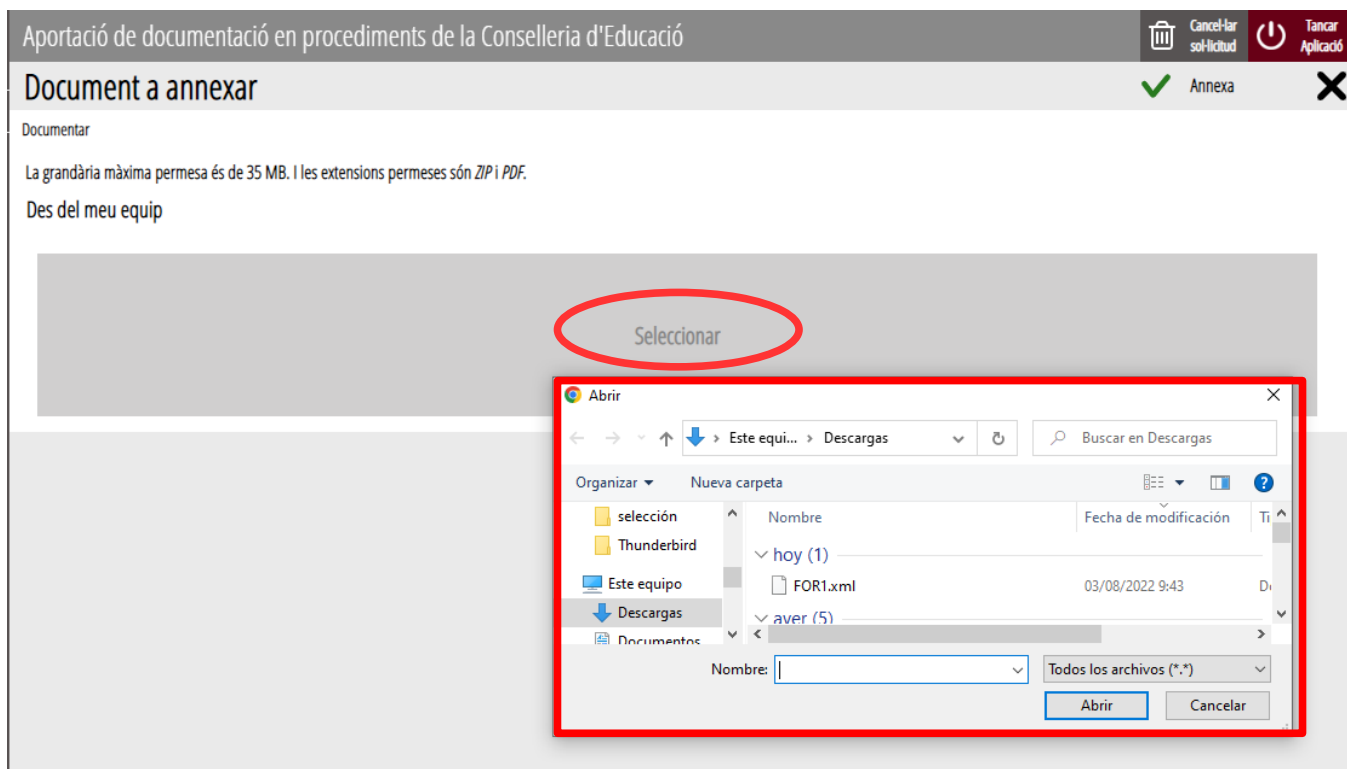 Aportació de documentació en procediments de la Conselleria d'Educació
Cancel·lar sol·licitud
Tancar Aplicació
Document a annexar
Annexa
Documentar
La grandària màxima permesa és de 35 MB. I les extensions permeses són ZIP i PDF.
Des del meu equip
Seleccionar
Abrir
Este equi... › Descargas
Buscar en Descargas
Organizar
Nueva carpeta
selección
Thunderbird
Este equipo
Descargas
Documentos
Nombre
Fecha de modificación
Ti
hoy (1)
FOR1.xml
03/08/2022 9:43
ayer (5)
Nombre:
Todos los archivos (*.*)
Abrir
Cancelar